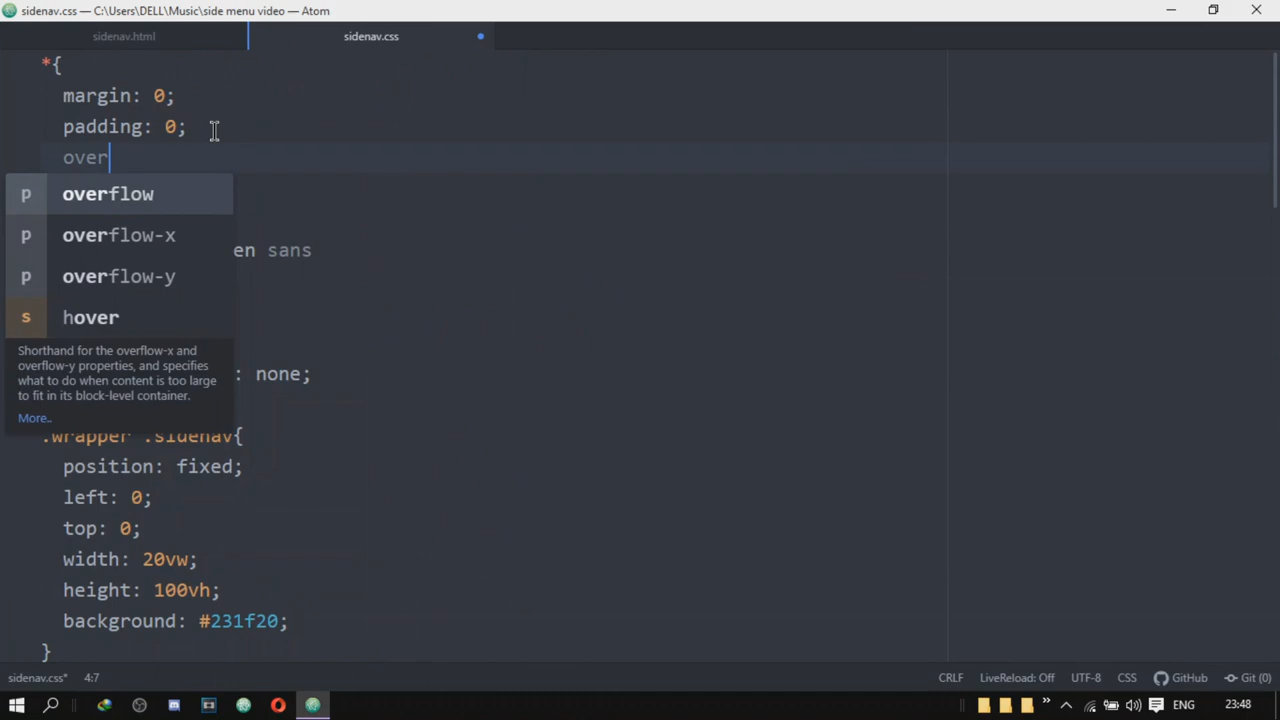 sidenav.css — C:\Users\DELL\Music\side menu video — Atom
sidenav.html
sidenav.css
*{
margin: 0;
padding: 0;
over
p overflow
p overflow-x
en sans
p overflow-y
s hover
Shorthand for the overflow-x and
overflow-y properties, and specifies
what to do when content is too large
to fit in its block-level container.
More..
: none;
.wrapper .sidenav{
position: fixed;
left: 0;
top: 0;
width: 20vw;
height: 100vh;
background: #231f20;
}
sidenav.css* 4:7 CRLF LiveReload: Off UTF-8 CSS GitHub Git (0)
ENG 23:48